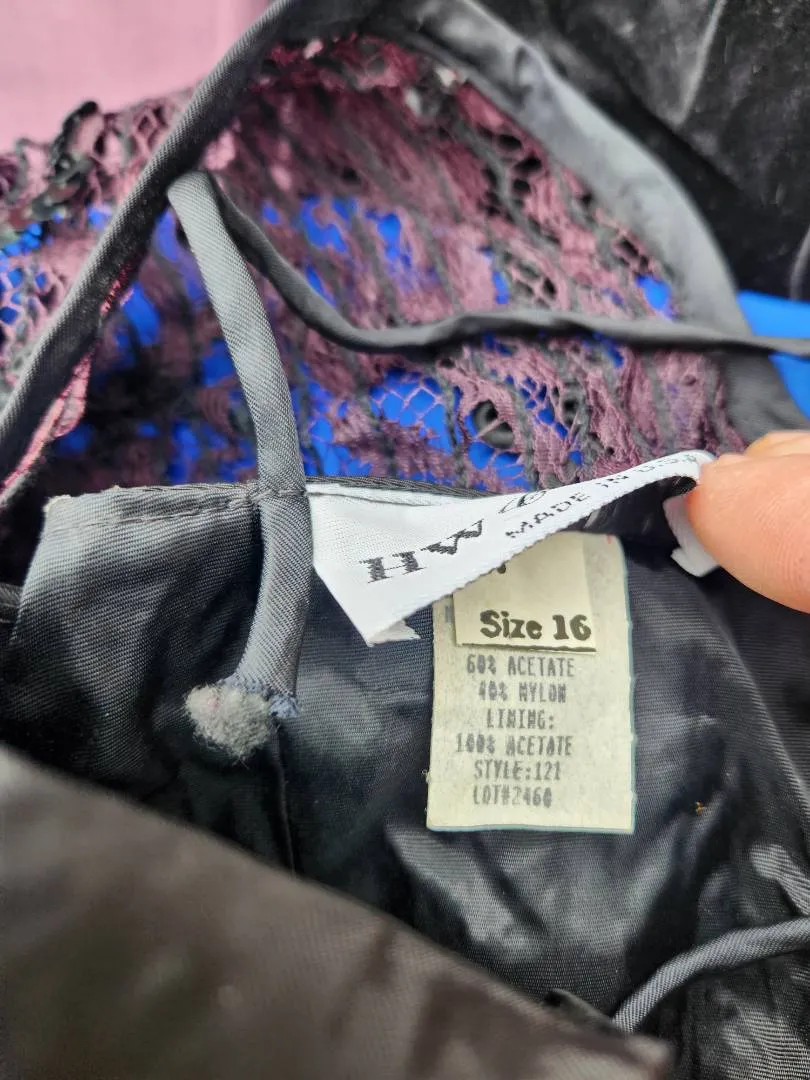 HW
MADE IN U.S.A
Size 16
60% ACETATE
40% NYLON
LINING:
100% ACETATE
STYLE:121
LOT#2460